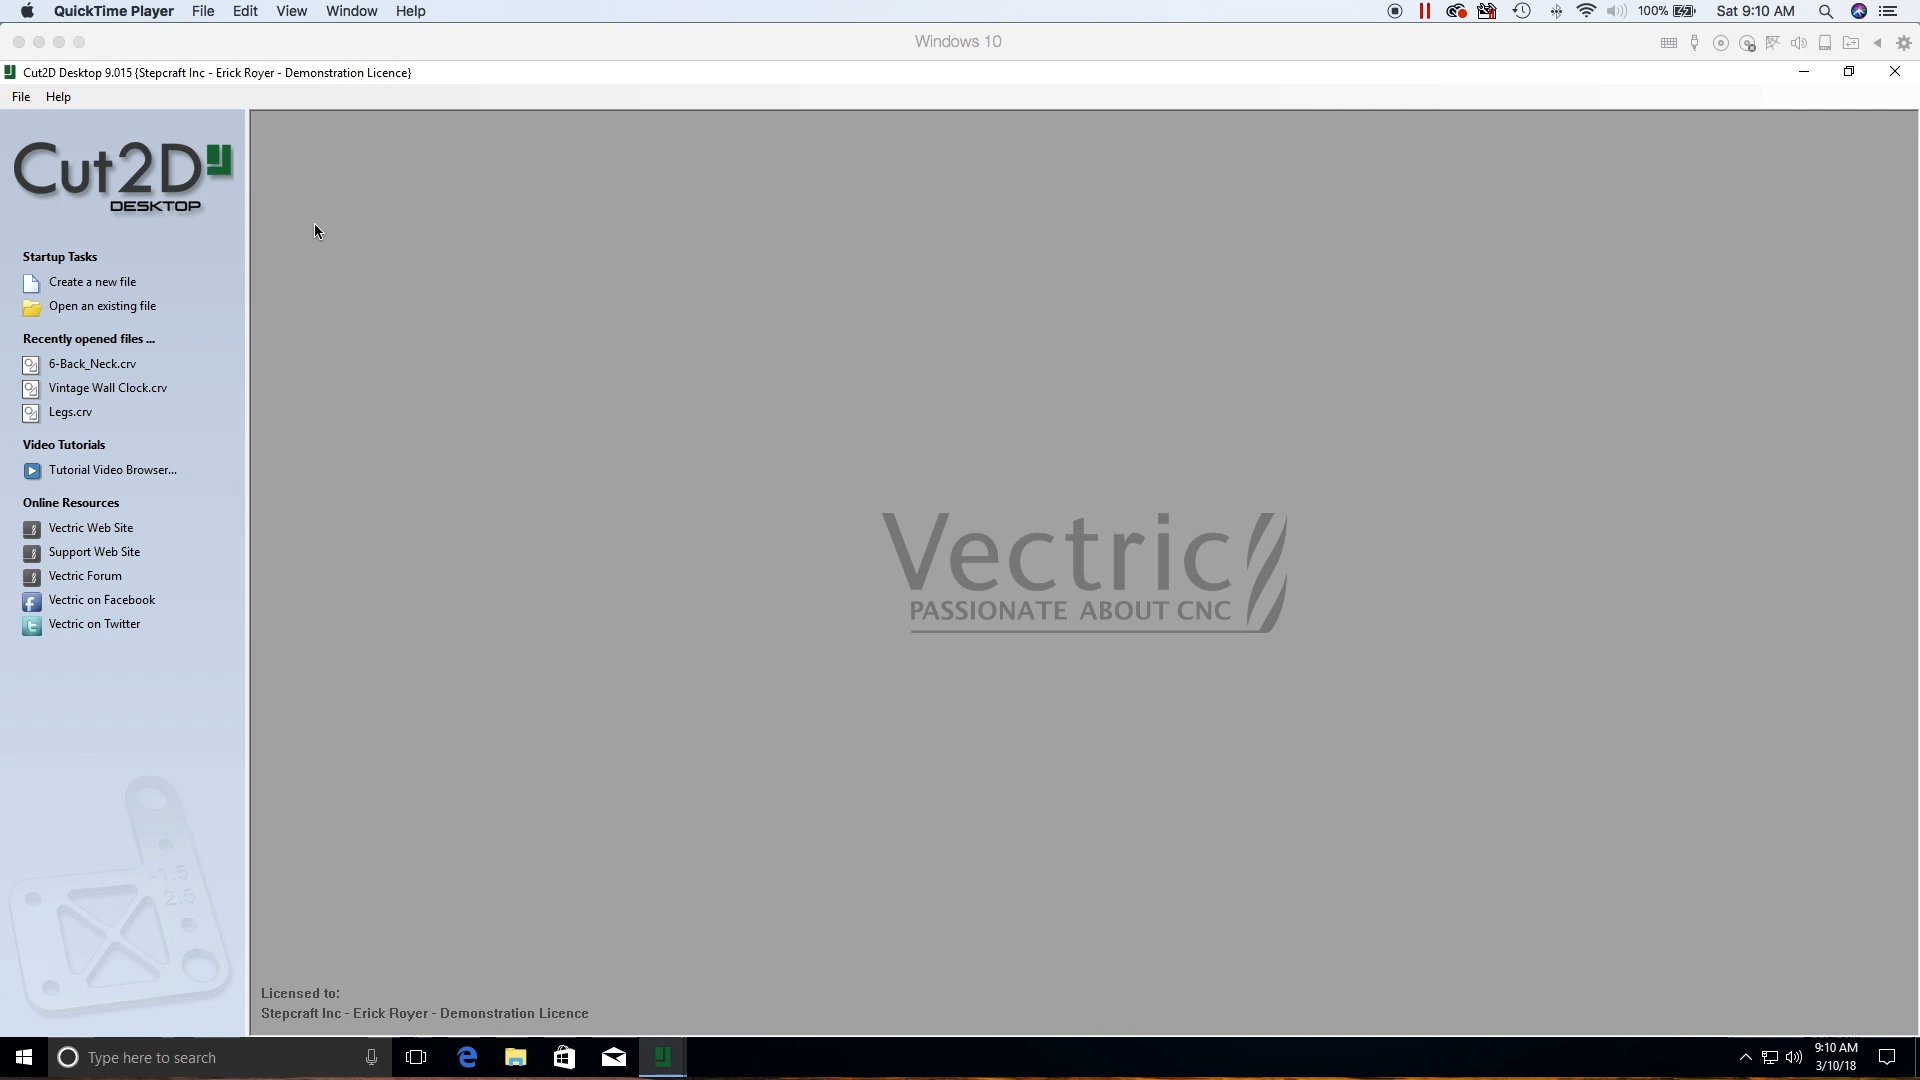 QuickTime Player File Edit View Window Help 100% Sat 9:10 AM
Windows 10
Cut2D Desktop 9.015 {Stepcraft Inc - Erick Royer - Demonstration Licence}
File Help
Cut2D
DESKTOP
Startup Tasks
Create a new file
Open an existing file
Recently opened files ...
6-Back_Neck.crv
Vintage Wall Clock.crv
Legs.crv
Video Tutorials
Tutorial Video Browser...
Online Resources
Vectric Web Site
Support Web Site
Vectric Forum
Vectric on Facebook
Vectric on Twitter
-1.5
2.5
Vectric
PASSIONATE ABOUT CNC
Licensed to:
Stepcraft Inc - Erick Royer - Demonstration Licence
Type here to search
9:10 AM
3/10/18